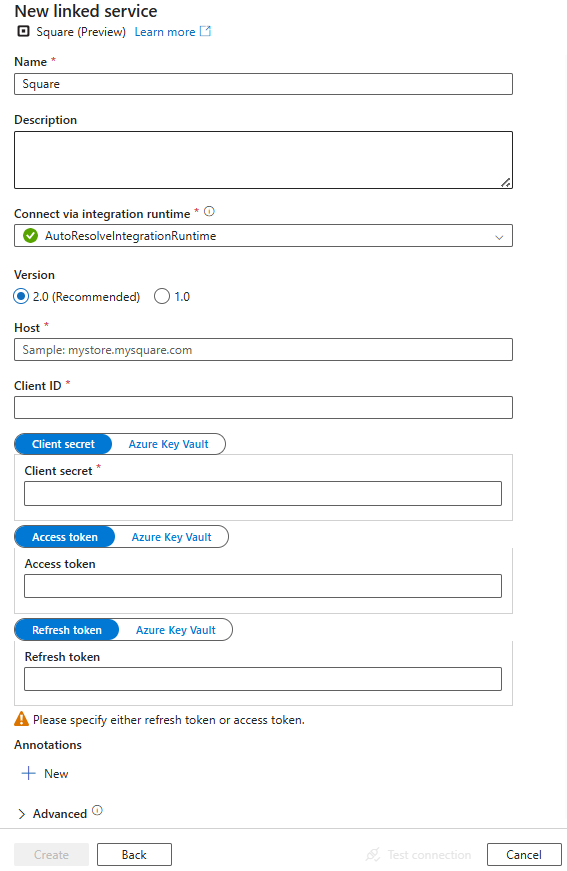 New linked service
Square (Preview) Learn more
Name *
Square
Description
Connect via integration runtime *
AutoResolveIntegrationRuntime
Version
2.0 (Recommended) 1.0
Host *
Sample: mystore.mysquare.com
Client ID *
Client secret Azure Key Vault
Client secret *
Access token Azure Key Vault
Access token
Refresh token Azure Key Vault
Refresh token
Please specify either refresh token or access token.
Annotations
New
Advanced
Create Back Test connection Cancel